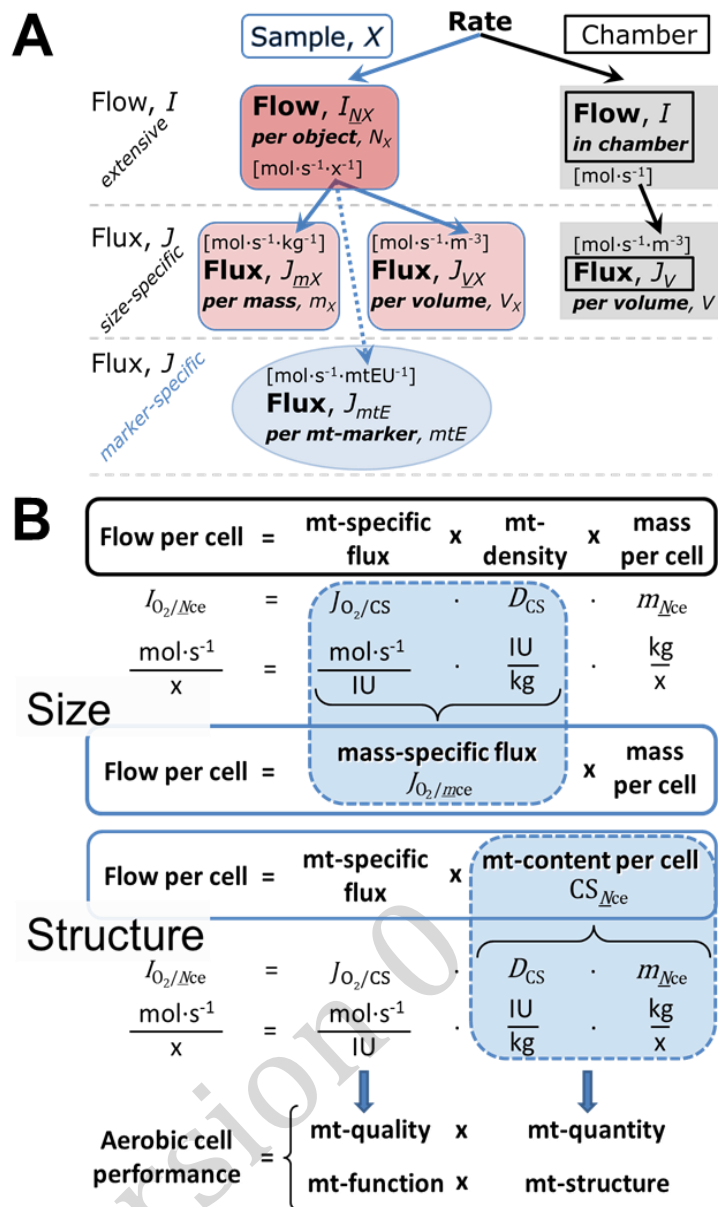 A
Sample, X
Rate
Chamber
Flow, I
extensive
Flow, I_NX
per object, N_X
[mol·s⁻¹·x⁻¹]
Flow, I
in chamber
[mol·s⁻¹]
Flux, J
size-specific
[mol·s⁻¹·kg⁻¹]
Flux, J_mX
per mass, m_X
[mol·s⁻¹·m⁻³]
Flux, J_VX
per volume, V_X
[mol·s⁻¹·m⁻³]
Flux, J_V
per volume, V
Flux, J
marker-specific
[mol·s⁻¹·mtEU⁻¹]
Flux, J_mtE
per mt-marker, mtE
B
Flow per cell = mt-specific flux x mt-density x mass per cell
I_O₂/Nce = J_O₂/CS · D_CS · m_Nce
mol·s⁻¹/x = mol·s⁻¹/IU · IU/kg · kg/x
Size
Flow per cell = mass-specific flux J_O₂/mce x mass per cell
Flow per cell = mt-specific flux x mt-content per cell CS_Nce
Structure
I_O₂/Nce = J_O₂/CS · D_CS · m_Nce
mol·s⁻¹/x = mol·s⁻¹/IU · IU/kg · kg/x
Aerobic cell performance =
mt-quality x mt-quantity
mt-function x mt-structure
rsion 0